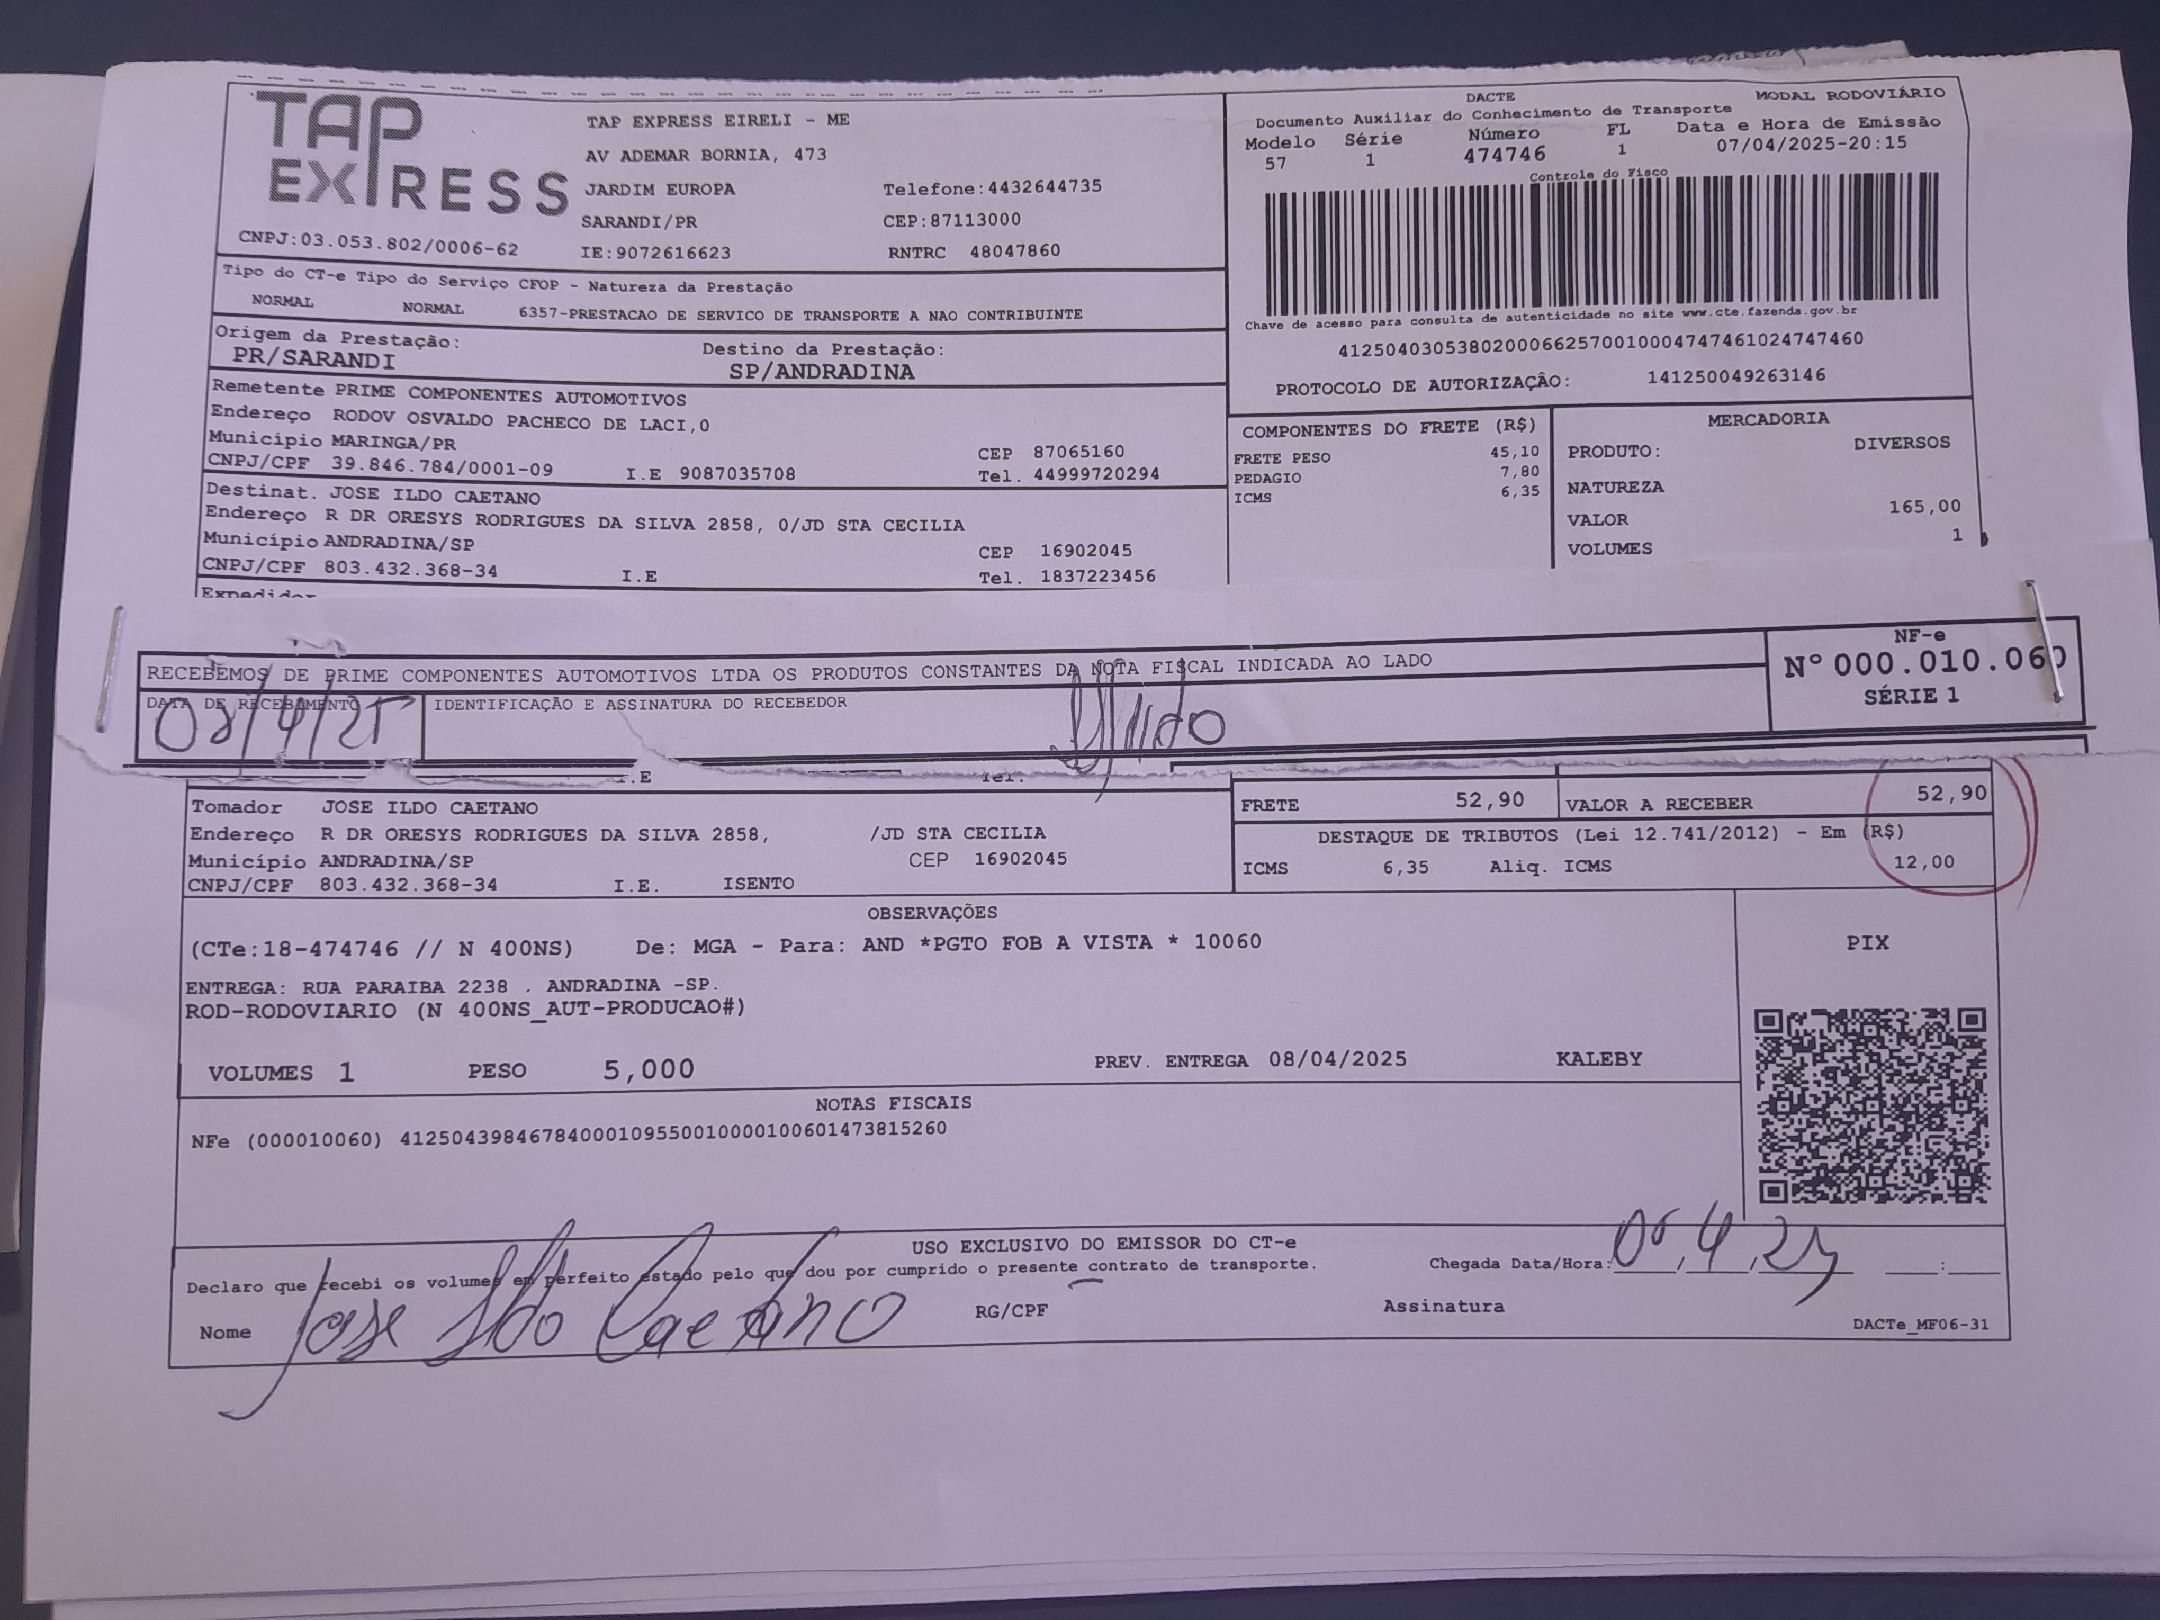 TAP EXPRESS
TAP EXPRESS EIRELI - ME
AV ADEMAR BORNIA, 473
JARDIM EUROPA Telefone:4432644735
SARANDI/PR CEP:87113000
CNPJ:03.053.802/0006-62 IE:9072616623 RNTRC 48047860
DACTE MODAL RODOVIÁRIO
Documento Auxiliar do Conhecimento de Transporte
Modelo Série Número FL Data e Hora de Emissão
57 1 474746 1 07/04/2025-20:15
Controle do Fisco
Chave de acesso para consulta de autenticidade no site www.cte.fazenda.gov.br
41250403053802000662570010004747461024747460
PROTOCOLO DE AUTORIZAÇÂO: 141250049263146
Tipo do CT-e Tipo do Serviço CFOP - Natureza da Prestação
NORMAL NORMAL 6357-PRESTACAO DE SERVICO DE TRANSPORTE A NAO CONTRIBUINTE
Origem da Prestação: Destino da Prestação:
PR/SARANDI SP/ANDRADINA
Remetente PRIME COMPONENTES AUTOMOTIVOS
Endereço RODOV OSVALDO PACHECO DE LACI,0
Município MARINGA/PR CEP 87065160
CNPJ/CPF 39.846.784/0001-09 I.E 9087035708 Tel. 44999720294
Destinat. JOSE ILDO CAETANO
Endereço R DR ORESYS RODRIGUES DA SILVA 2858, 0/JD STA CECILIA
Município ANDRADINA/SP CEP 16902045
CNPJ/CPF 803.432.368-34 I.E Tel. 1837223456
Expedidor
COMPONENTES DO FRETE (R$)
FRETE PESO 45,10
PEDAGIO 7,80
ICMS 6,35
MERCADORIA
PRODUTO: DIVERSOS
NATUREZA
VALOR 165,00
VOLUMES 1
RECEBEMOS DE PRIME COMPONENTES AUTOMOTIVOS LTDA OS PRODUTOS CONSTANTES DA NOTA FISCAL INDICADA AO LADO
DATA DE RECEBIMENTO IDENTIFICAÇÃO E ASSINATURA DO RECEBEDOR
08/4/25
NF-e
Nº 000.010.060
SÉRIE 1
I.E Tel.
Tomador JOSE ILDO CAETANO
Endereço R DR ORESYS RODRIGUES DA SILVA 2858, /JD STA CECILIA
Município ANDRADINA/SP CEP 16902045
CNPJ/CPF 803.432.368-34 I.E. ISENTO
FRETE 52,90 VALOR A RECEBER 52,90
DESTAQUE DE TRIBUTOS (Lei 12.741/2012) - Em (R$)
ICMS 6,35 Aliq. ICMS 12,00
OBSERVAÇÕES
(CTe:18-474746 // N 400NS) De: MGA - Para: AND *PGTO FOB A VISTA * 10060
ENTREGA: RUA PARAIBA 2238 , ANDRADINA -SP.
ROD-RODOVIARIO (N 400NS_AUT-PRODUCAO#)
VOLUMES 1 PESO 5,000 PREV. ENTREGA 08/04/2025 KALEBY
PIX
NOTAS FISCAIS
NFe (000010060) 41250439846784000109550010000100601473815260
USO EXCLUSIVO DO EMISSOR DO CT-e
Declaro que recebi os volumes em perfeito estado pelo que dou por cumprido o presente contrato de transporte.
Chegada Data/Hora: 08,4,25 :
Nome Jose Ildo Caetano RG/CPF Assinatura
DACTe_MF06-31